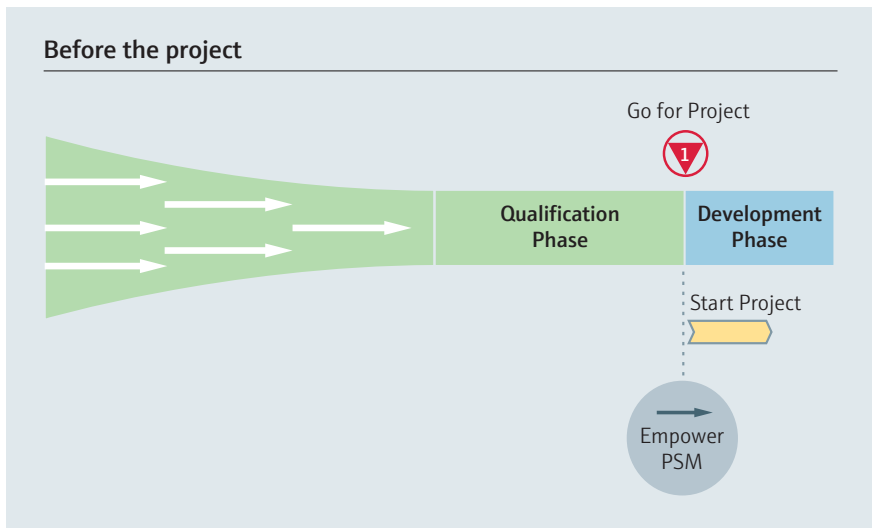 Before the project
Go for Project
1
Qualification
Phase
Development
Phase
Start Project
Empower
PSM